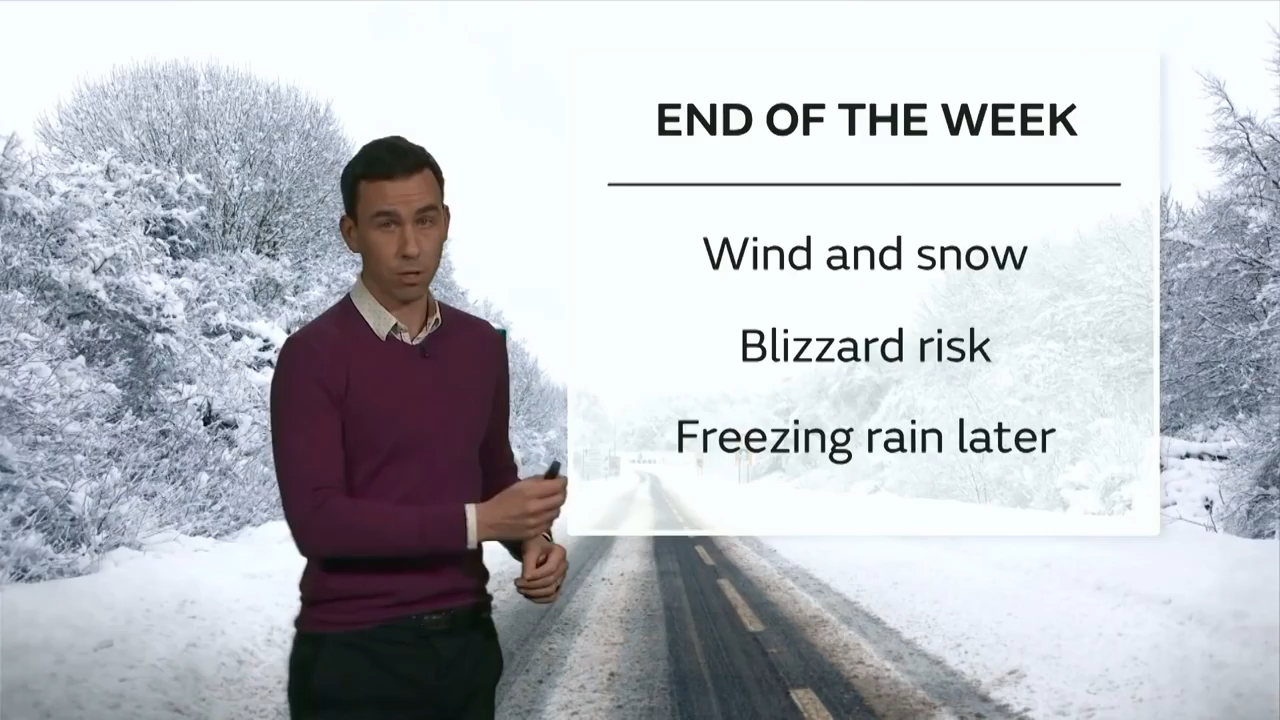 END OF THE WEEK
Wind and snow
Blizzard risk
Freezing rain later